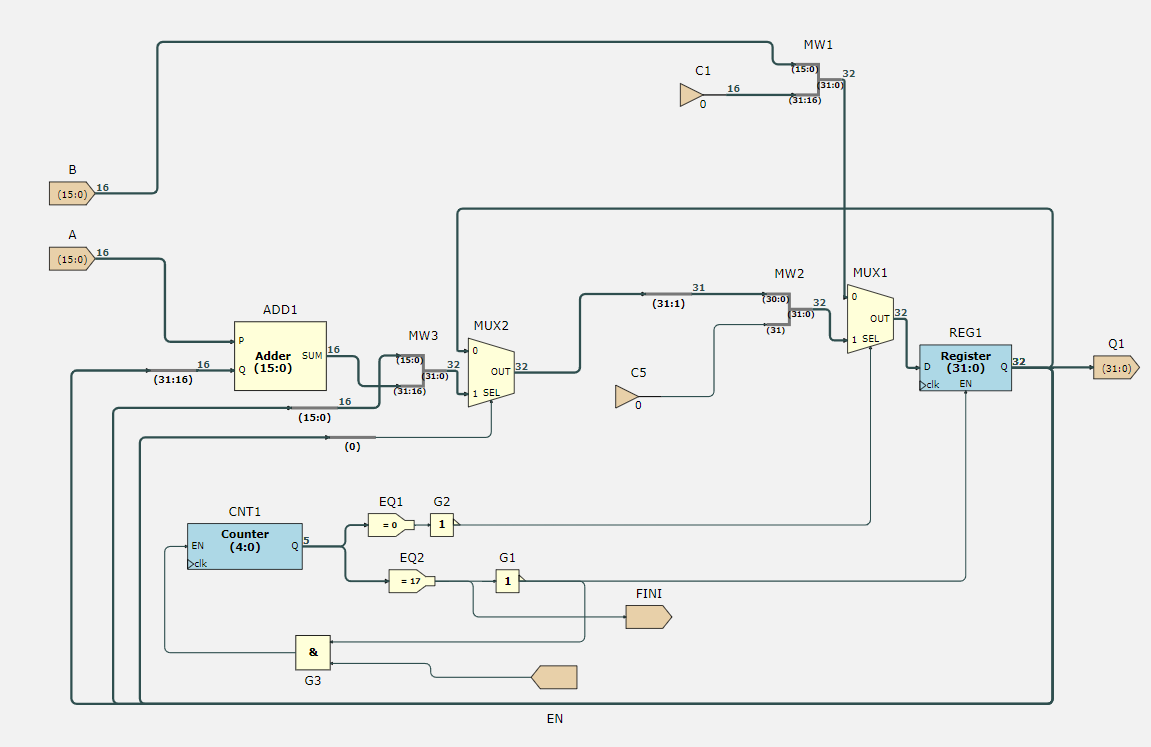 MW1
C1
(15:0)
32
(31:0)
16
0
(31:16)
B
(15:0)
16
A
(15:0)
16
MW2
MUX1
(31:1)
31
(30:0)
32
(31:0)
(31)
0
OUT
32
1 SEL
ADD1
P
Adder
(15:0)
SUM
16
Q
(31:16)
16
MW3
(15:0)
32
(31:0)
(31:16)
MUX2
0
OUT
32
1 SEL
REG1
Register
(31:0)
D
Q
32
clk
EN
Q1
(31:0)
C5
0
(15:0)
16
(0)
EQ1
= 0
G2
1
CNT1
Counter
(4:0)
EN
Q
5
clk
EQ2
= 17
G1
1
FINI
&
G3
EN